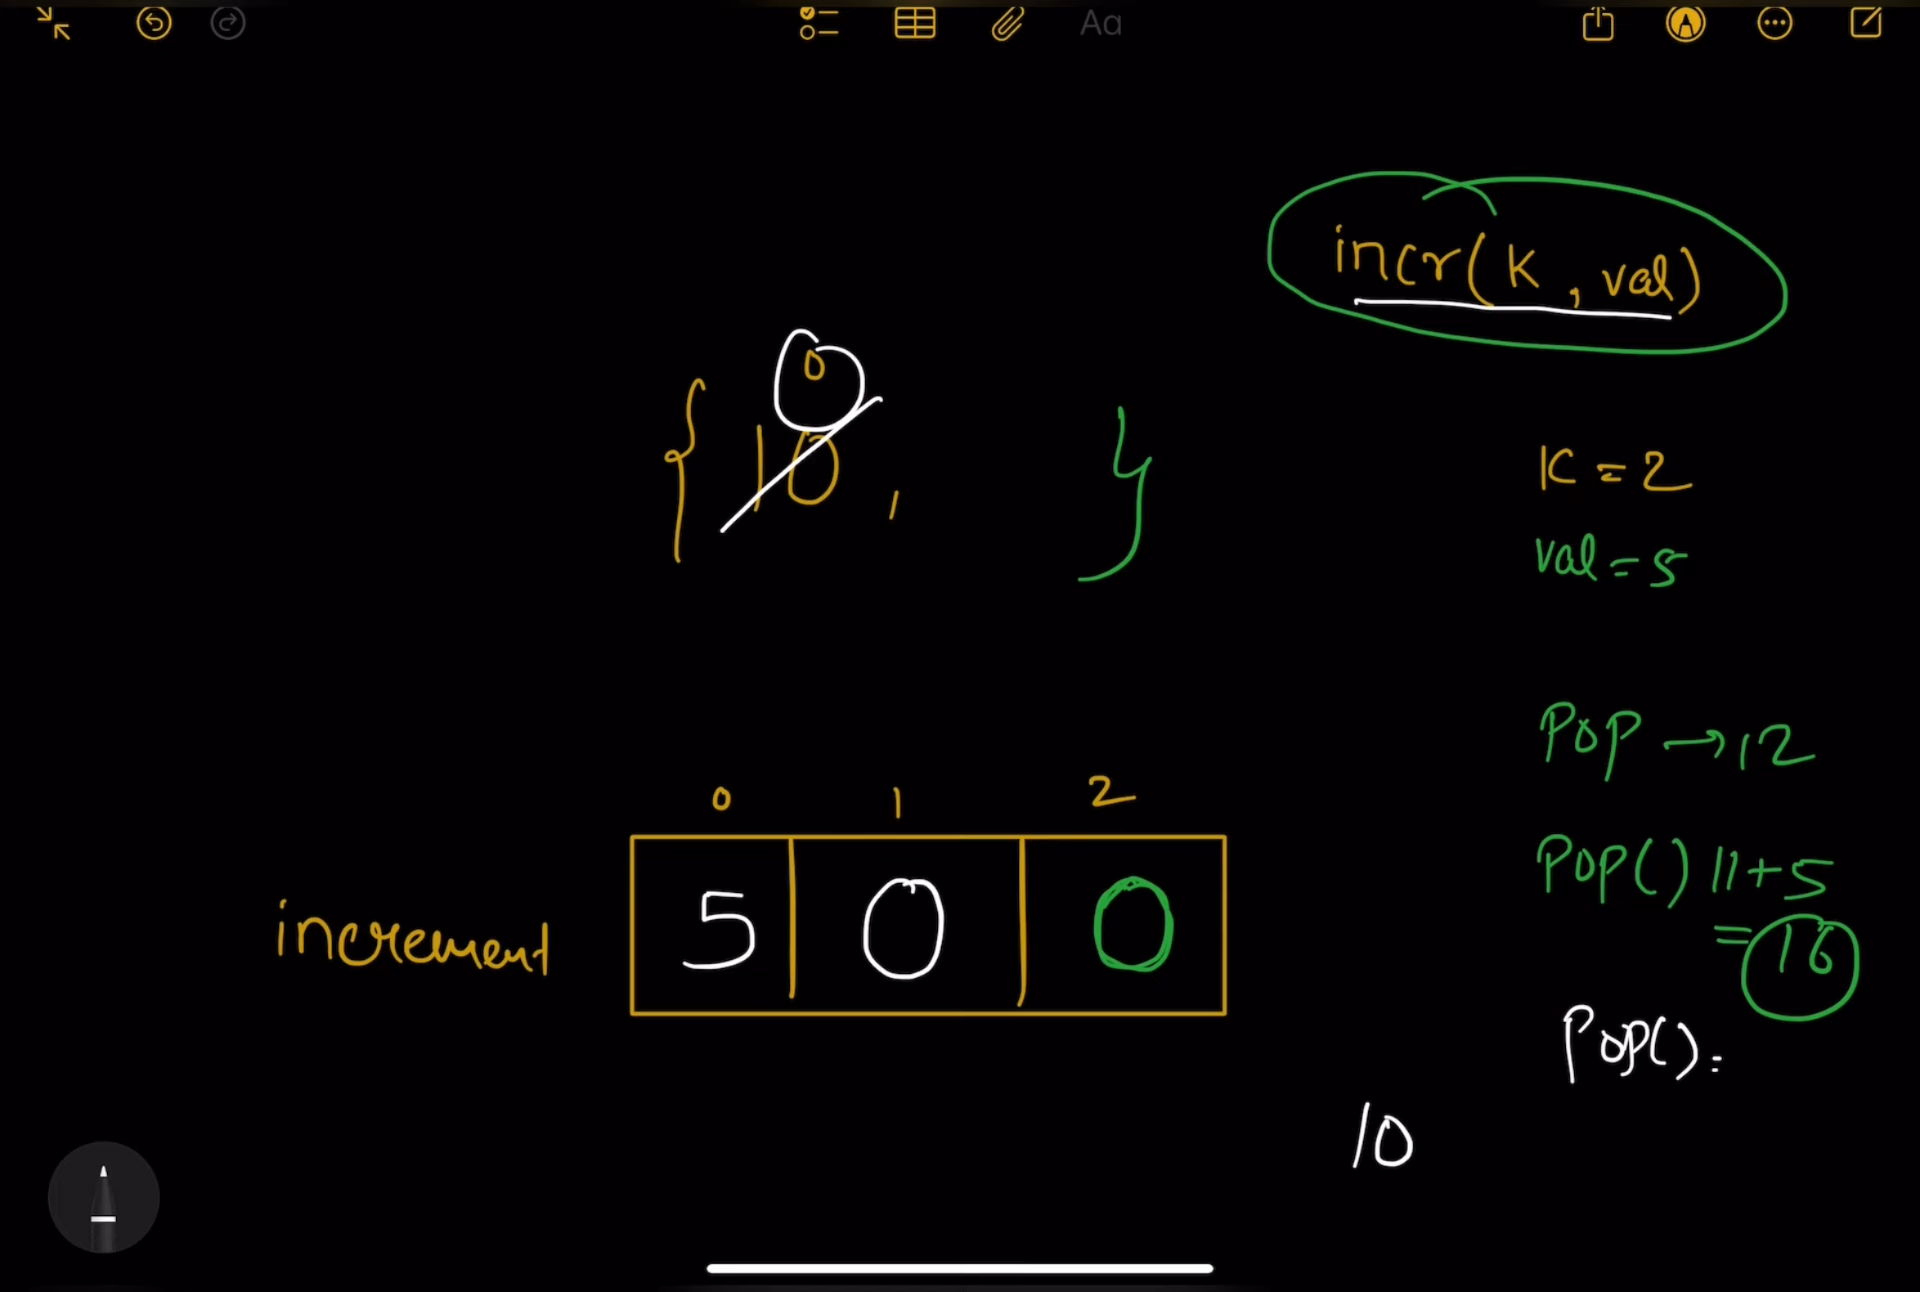 Aa
incr(K, val)
0
{ 10, }
K = 2
val = 5
Pop → 12
0 1 2
Pop() 11+5
increment 5 0 0
= 16
Pop() =
10